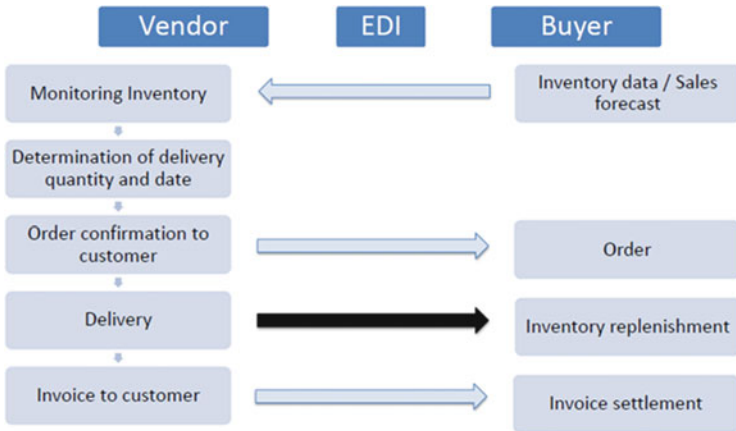 Vendor
EDI
Buyer
Monitoring Inventory
Inventory data / Sales
forecast
Determination of delivery
quantity and date
Order confirmation to
customer
Order
Delivery
Inventory replenishment
Invoice to customer
Invoice settlement